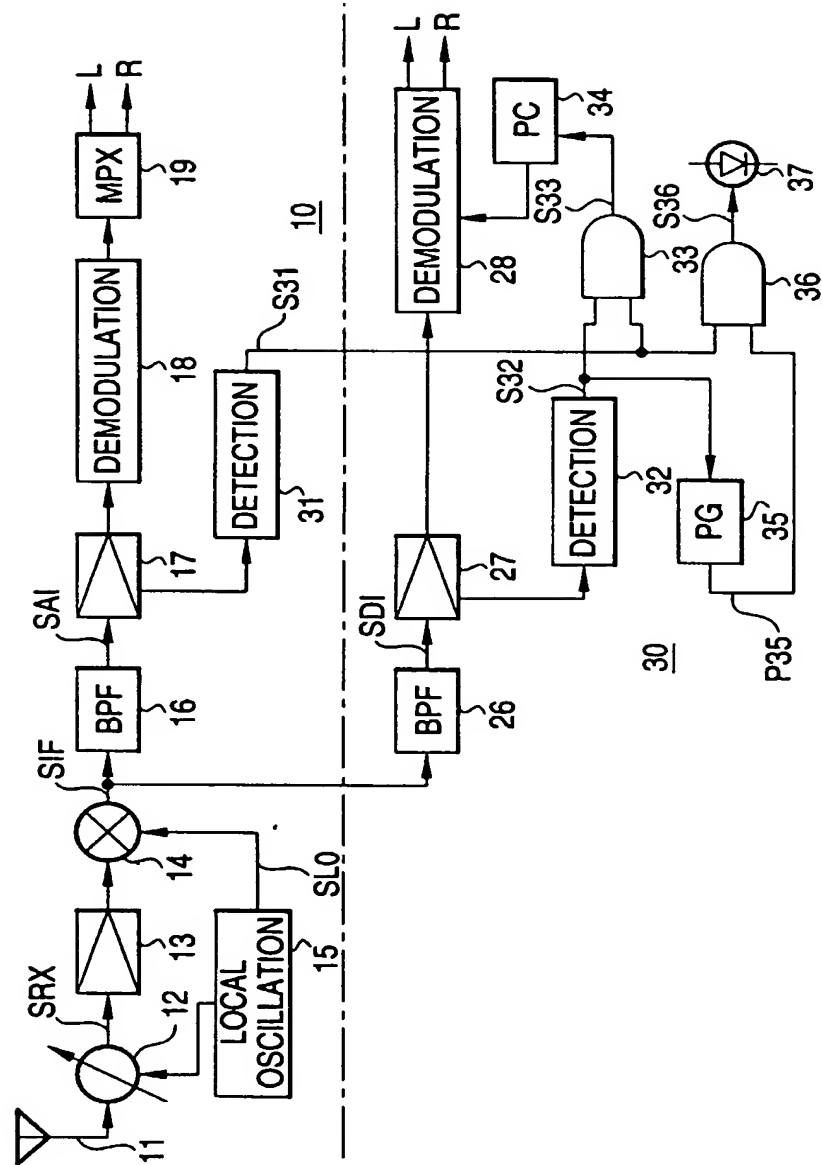 11
SRX
12
13
14
SIF
LOCAL
OSCILLATION
15
SL0
BPF
16
SAI
17
DEMODULATION
18
MPX
19
L
R
DETECTION
31
S31
10
BPF
26
SDI
27
DEMODULATION
28
L
R
PC
34
DETECTION
32
S32
S33
33
PG
35
P35
S36
36
37
30